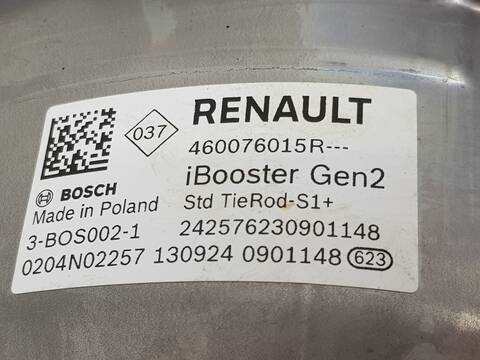 037
RENAULT
460076015R---
BOSCH
iBooster Gen2
Made in Poland
Std TieRod-S1+
3-BOS002-1
242576230901148
0204N02257 130924 0901148 623